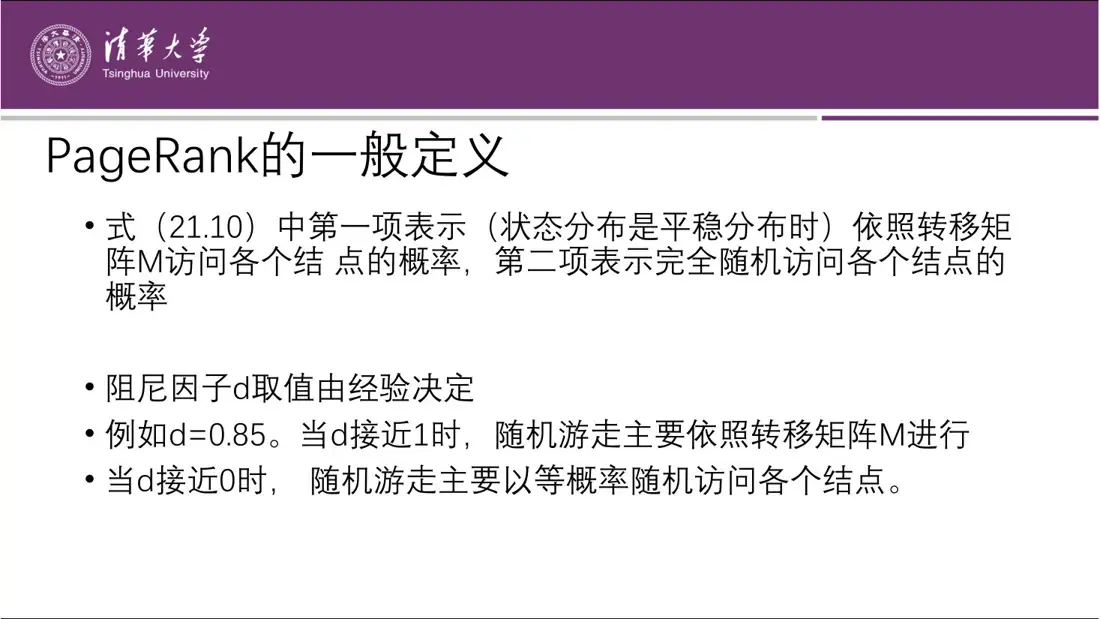 清华大学
Tsinghua University
PageRank的一般定义
• 式（21.10）中第一项表示（状态分布是平稳分布时）依照转移矩
阵M访问各个结 点的概率，第二项表示完全随机访问各个结点的
概率
• 阻尼因子d取值由经验决定
• 例如d=0.85。当d接近1时，随机游走主要依照转移矩阵M进行
• 当d接近0时， 随机游走主要以等概率随机访问各个结点。